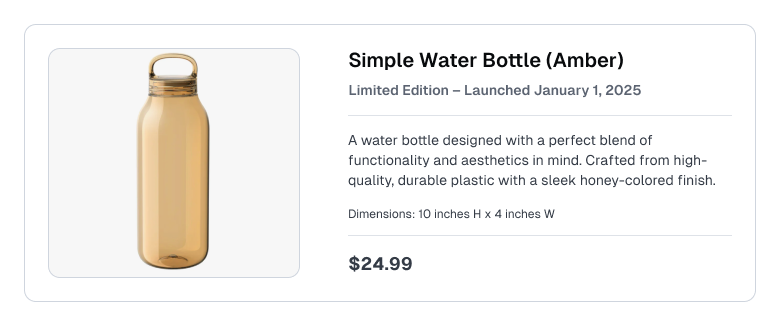 Simple Water Bottle (Amber)
Limited Edition – Launched January 1, 2025
A water bottle designed with a perfect blend of
functionality and aesthetics in mind. Crafted from high-
quality, durable plastic with a sleek honey-colored finish.
Dimensions: 10 inches H x 4 inches W
$24.99